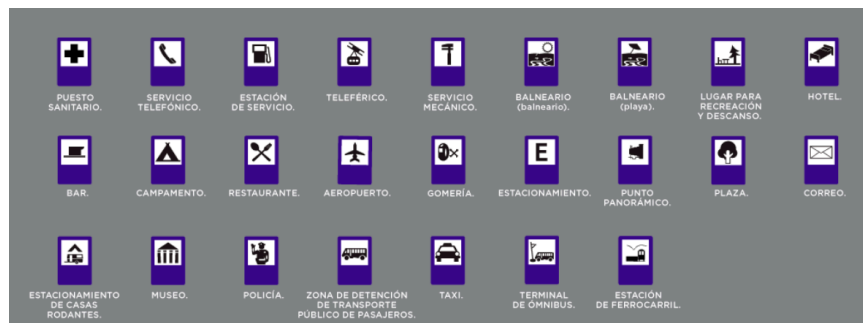 PUESTO
SANITARIO.
SERVICIO
TELEFÓNICO.
ESTACIÓN
DE SERVICIO.
TELEFÉRICO.
SERVICIO
MECÁNICO.
BALNEARIO
(balneario).
BALNEARIO
(playa).
LUGAR PARA
RECREACIÓN
Y DESCANSO.
HOTEL.
BAR.
CAMPAMENTO.
RESTAURANTE.
AEROPUERTO.
GOMERÍA.
E
ESTACIONAMIENTO.
PUNTO
PANORÁMICO.
PLAZA.
CORREO.
ESTACIONAMIENTO
DE CASAS
RODANTES.
MUSEO.
POLICÍA.
ZONA DE DETENCIÓN
DE TRANSPORTE
PÚBLICO DE PASAJEROS.
TAXI.
TERMINAL
DE ÓMNIBUS.
ESTACIÓN
DE FERROCARRIL.